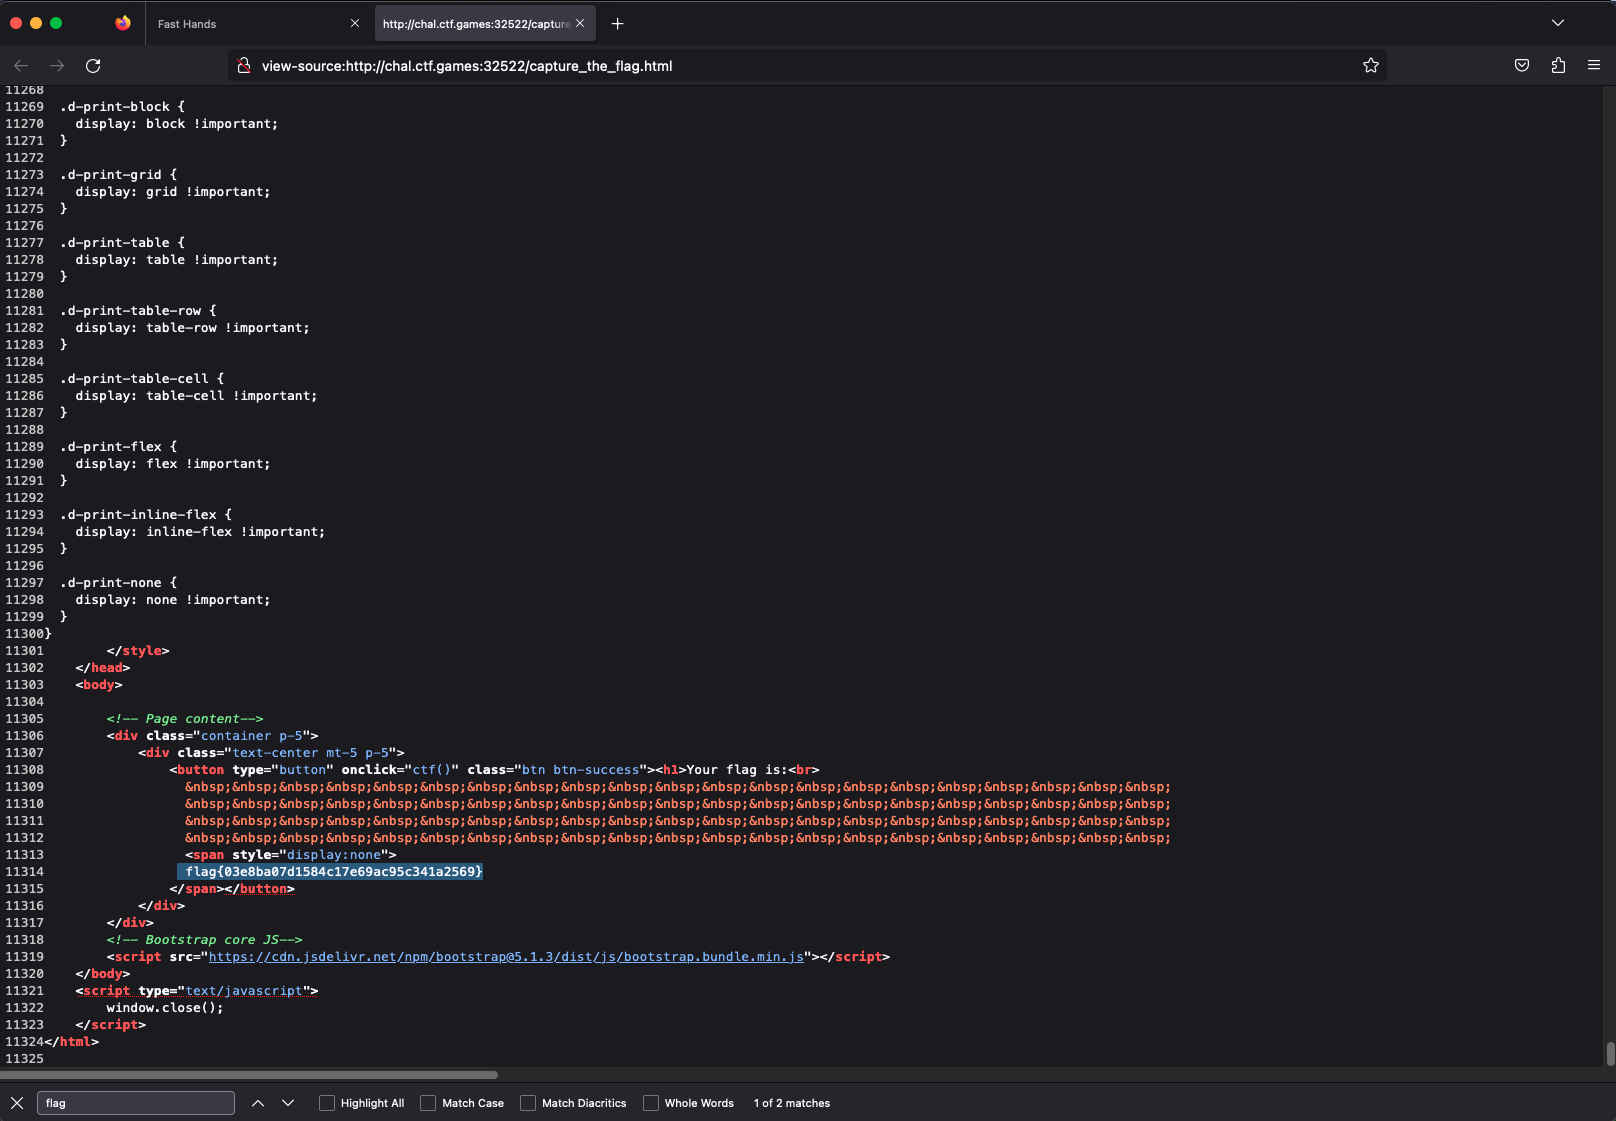 Fast Hands
http://chal.ctf.games:32522/capture
view-source:http://chal.ctf.games:32522/capture_the_flag.html
11268
11269 .d-print-block {
11270 display: block !important;
11271 }
11272
11273 .d-print-grid {
11274 display: grid !important;
11275 }
11276
11277 .d-print-table {
11278 display: table !important;
11279 }
11280
11281 .d-print-table-row {
11282 display: table-row !important;
11283 }
11284
11285 .d-print-table-cell {
11286 display: table-cell !important;
11287 }
11288
11289 .d-print-flex {
11290 display: flex !important;
11291 }
11292
11293 .d-print-inline-flex {
11294 display: inline-flex !important;
11295 }
11296
11297 .d-print-none {
11298 display: none !important;
11299 }
11300}
11301 </style>
11302 </head>
11303 <body>
11304
11305 <!-- Page content-->
11306 <div class="container p-5">
11307 <div class="text-center mt-5 p-5">
11308 <button type="button" onclick="ctf()" class="btn btn-success"><h1>Your flag is:<br>
11309 &nbsp;&nbsp;&nbsp;&nbsp;&nbsp;&nbsp;&nbsp;&nbsp;&nbsp;&nbsp;&nbsp;&nbsp;&nbsp;&nbsp;&nbsp;&nbsp;&nbsp;&nbsp;&nbsp;&nbsp;&nbsp;
11310 &nbsp;&nbsp;&nbsp;&nbsp;&nbsp;&nbsp;&nbsp;&nbsp;&nbsp;&nbsp;&nbsp;&nbsp;&nbsp;&nbsp;&nbsp;&nbsp;&nbsp;&nbsp;&nbsp;&nbsp;&nbsp;
11311 &nbsp;&nbsp;&nbsp;&nbsp;&nbsp;&nbsp;&nbsp;&nbsp;&nbsp;&nbsp;&nbsp;&nbsp;&nbsp;&nbsp;&nbsp;&nbsp;&nbsp;&nbsp;&nbsp;&nbsp;&nbsp;
11312 &nbsp;&nbsp;&nbsp;&nbsp;&nbsp;&nbsp;&nbsp;&nbsp;&nbsp;&nbsp;&nbsp;&nbsp;&nbsp;&nbsp;&nbsp;&nbsp;&nbsp;&nbsp;&nbsp;&nbsp;&nbsp;
11313 <span style="display:none">
11314 flag{03e8ba07d1584c17e69ac95c341a2569}
11315 </span></button>
11316 </div>
11317 </div>
11318 <!-- Bootstrap core JS-->
11319 <script src="https://cdn.jsdelivr.net/npm/bootstrap@5.1.3/dist/js/bootstrap.bundle.min.js"></script>
11320 </body>
11321 <script type="text/javascript">
11322 window.close();
11323 </script>
11324</html>
11325
flag Highlight All Match Case Match Diacritics Whole Words 1 of 2 matches